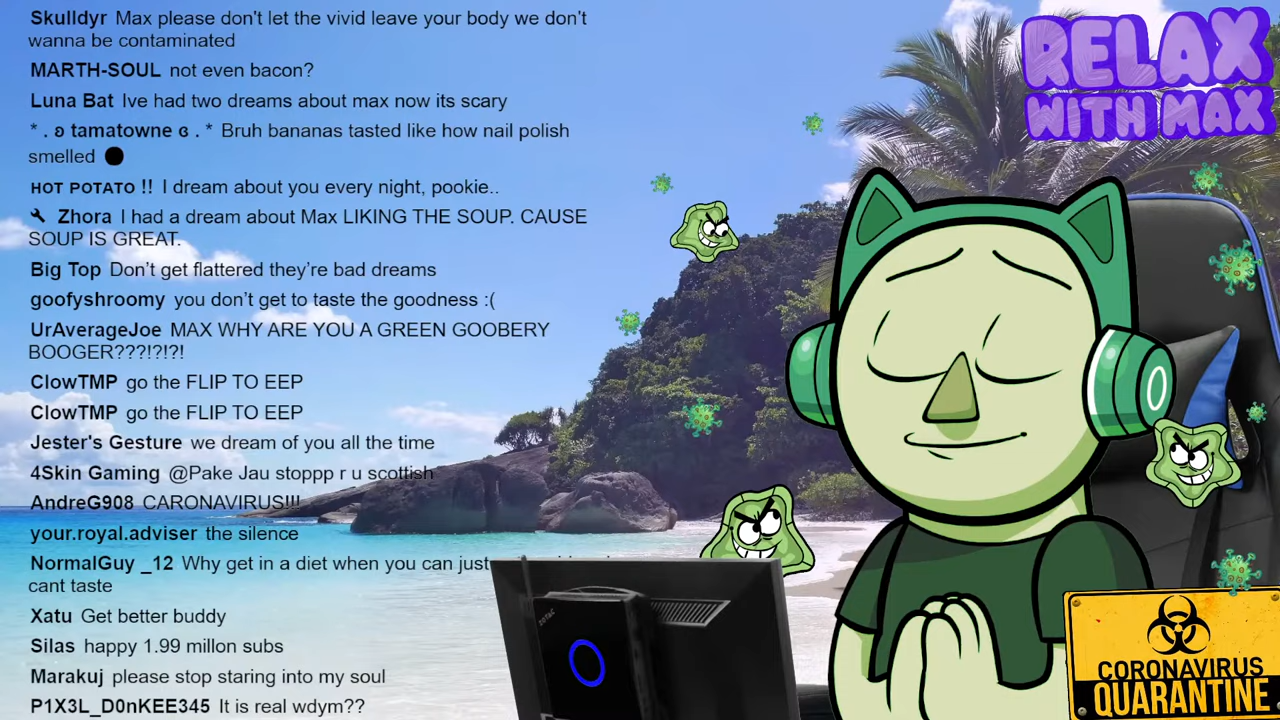 Skulldyr Max please don't let the vivid leave your body we don't
wanna be contaminated
MARTH-SOUL not even bacon?
Luna Bat Ive had two dreams about max now its scary
* . ʚ tamatowne ɞ . * Bruh bananas tasted like how nail polish
smelled
ʜᴏᴛ ᴘᴏᴛᴀᴛᴏ !! I dream about you every night, pookie..
Zhora I had a dream about Max LIKING THE SOUP. CAUSE
SOUP IS GREAT.
Big Top Don’t get flattered they’re bad dreams
goofyshroomy you don’t get to taste the goodness :(
UrAverageJoe MAX WHY ARE YOU A GREEN GOOBERY
BOOGER???!?!?!
ClowTMP go the FLIP TO EEP
ClowTMP go the FLIP TO EEP
Jester's Gesture we dream of you all the time
4Skin Gaming @Pake Jau stoppp r u scottish
AndreG908 CARONAVIRUS!!!
your.royal.adviser the silence
NormalGuy _12 Why get in a diet when you can just
cant taste
Xatu Get better buddy
Silas happy 1.99 millon subs
Marakuj please stop staring into my soul
P1X3L_D0nKEE345 It is real wdym??
RELAX
WITH MAX
ZOTAC
CORONAVIRUS
QUARANTINE